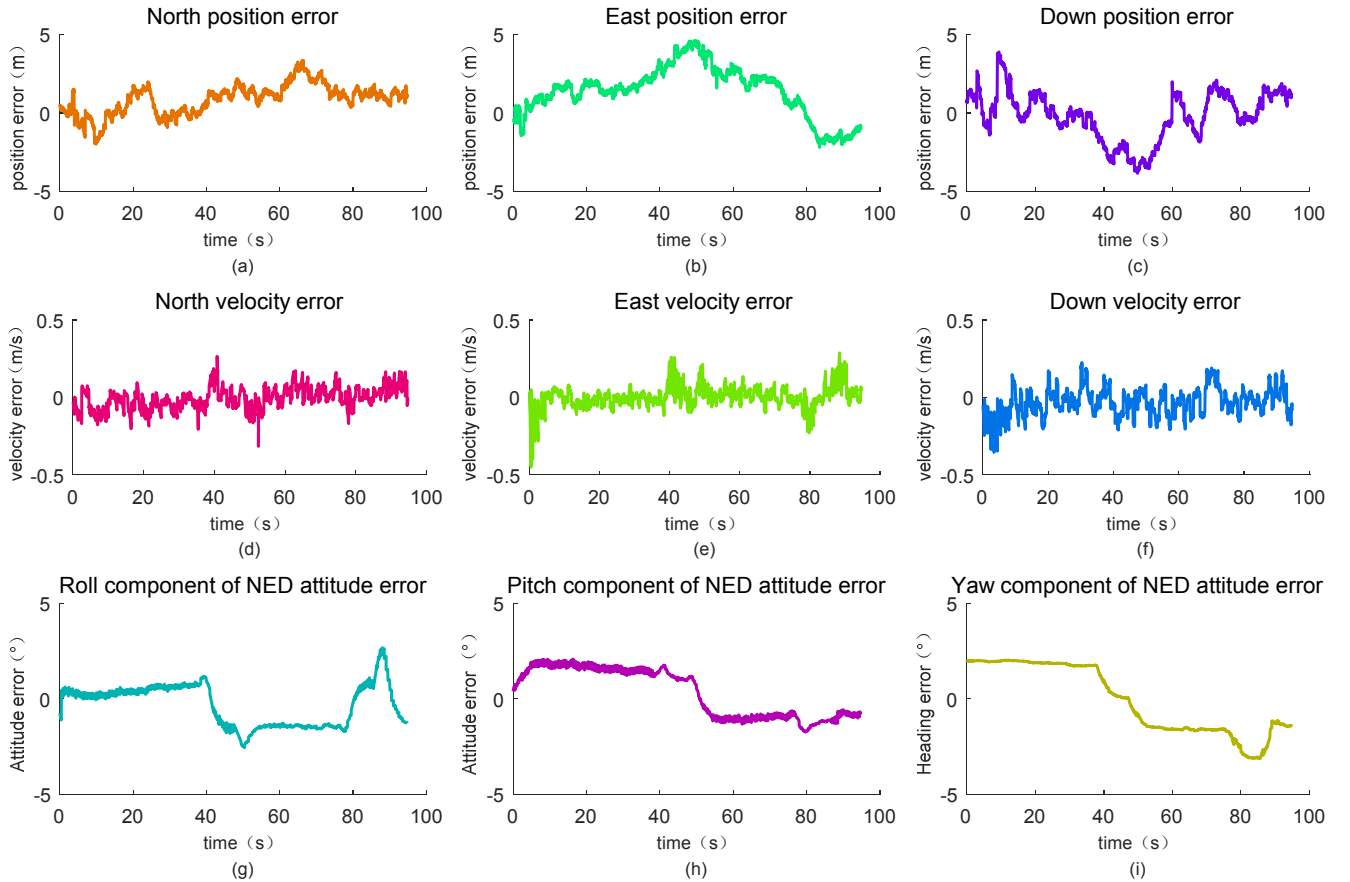 North position error
East position error
Down position error
position error（m）
5
0
-5
0 20 40 60 80 100
time（s）
(a)
position error（m）
5
0
-5
0 20 40 60 80 100
time（s）
(b)
position error（m）
5
0
-5
0 20 40 60 80 100
time（s）
(c)
North velocity error
East velocity error
Down velocity error
velocity error（m/s）
0.5
0
-0.5
0 20 40 60 80 100
time（s）
(d)
velocity error（m/s）
0.5
0
-0.5
0 20 40 60 80 100
time（s）
(e)
velocity error（m/s）
0.5
0
-0.5
0 20 40 60 80 100
time（s）
(f)
Roll component of NED attitude error
Pitch component of NED attitude error
Yaw component of NED attitude error
Attitude error（°）
5
0
-5
0 20 40 60 80 100
time（s）
(g)
Attitude error（°）
5
0
-5
0 20 40 60 80 100
time（s）
(h)
Heading error（°）
5
0
-5
0 20 40 60 80 100
time（s）
(i)